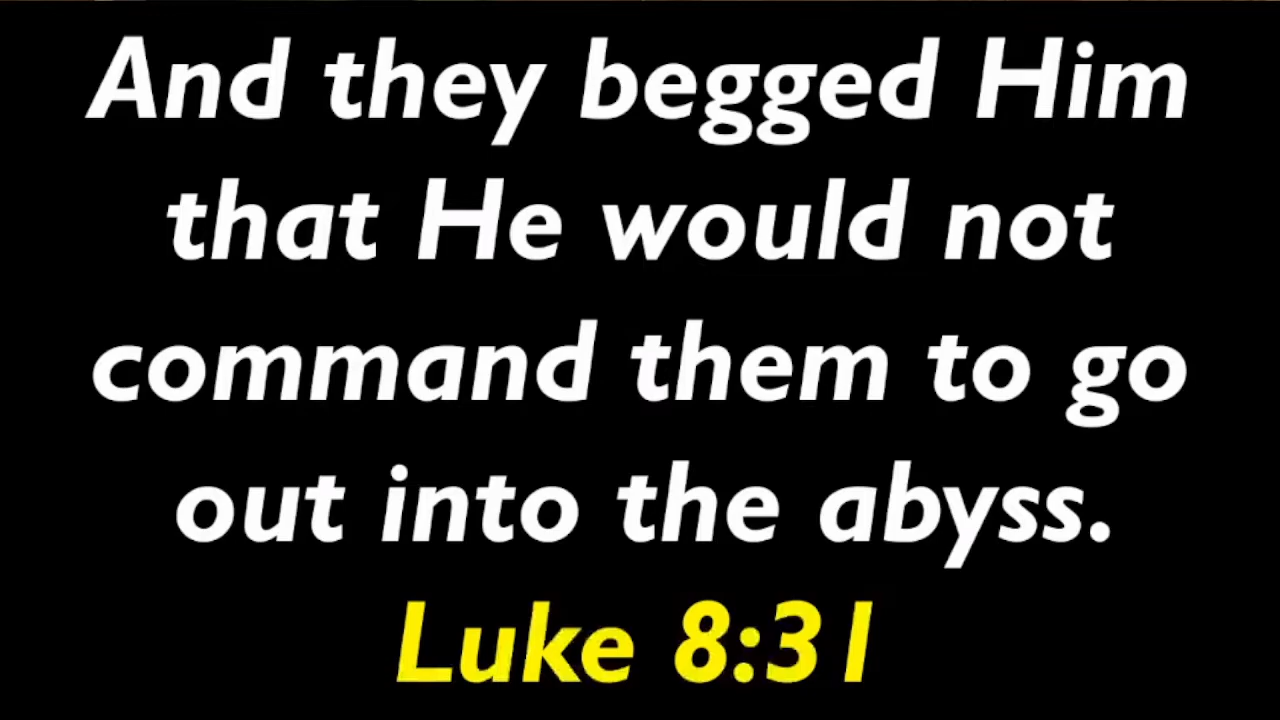 And they begged Him
that He would not
command them to go
out into the abyss.
Luke 8:31